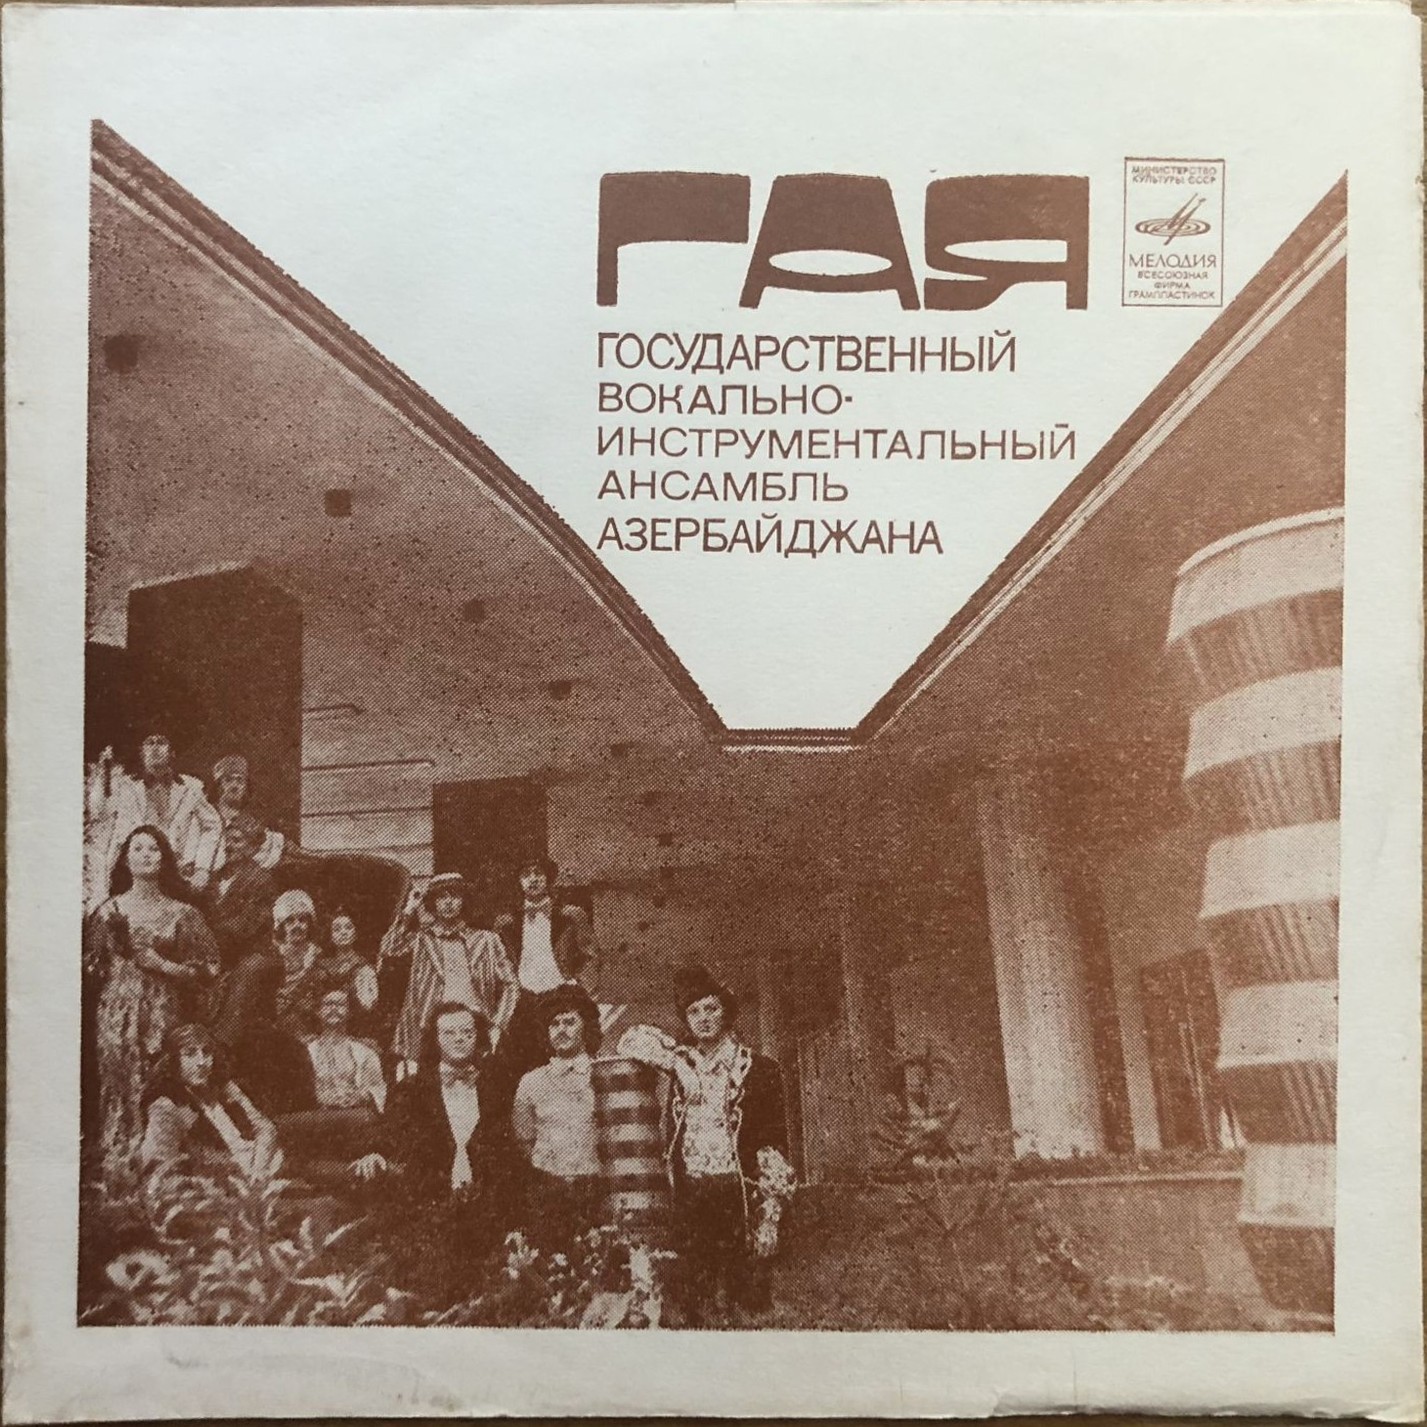 ГАЯ
ГОСУДАРСТВЕННЫЙ
ВОКАЛЬНО-
ИНСТРУМЕНТАЛЬНЫЙ
АНСАМБЛЬ
АЗЕРБАЙДЖАНА
МИНИСТЕРСТВО
КУЛЬТУРЫ СССР
МЕЛОДИЯ
ВСЕСОЮЗНАЯ
ФИРМА
ГРАМПЛАСТИНОК